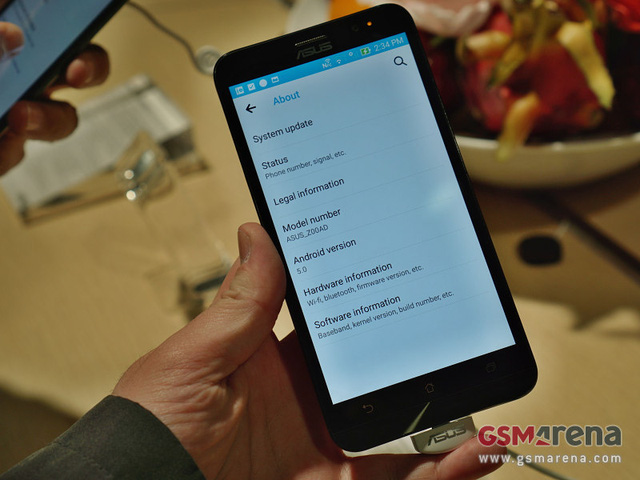 ASUS
2:34 PM
About
System update
Status
Phone number, signal, etc.
Legal information
Model number
ASUS_Z00AD
Android version
5.0
Hardware information
Wi-fi, bluetooth, firmware version, etc.
Software information
Baseband, kernel version, build number, etc.
ASUS
GSMarena
www.gsmarena.com